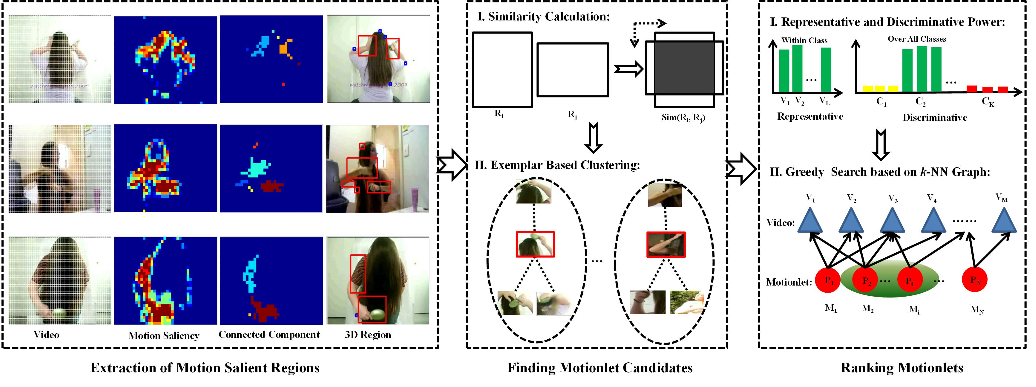 Video
Motion Saliency
Connected Component
3D Region
Extraction of Motion Salient Regions
I. Similarity Calculation:
R_i
R_j
Sim(R_i, R_j)
II. Exemplar Based Clustering:
...
Finding Motionlet Candidates
I. Representative and Discriminative Power:
Within Class
Over All Classes
...
...
V_1 V_2 V_L
C_1 C_2 C_K
Representative
Discriminative
II. Greedy Search based on k-NN Graph:
V_1 V_2 V_3 V_4 V_M
Video:
......
Motionlet:
P_1 P_2 ... P_i ...
M_1 M_2 M_i M_N
Ranking Motionlets